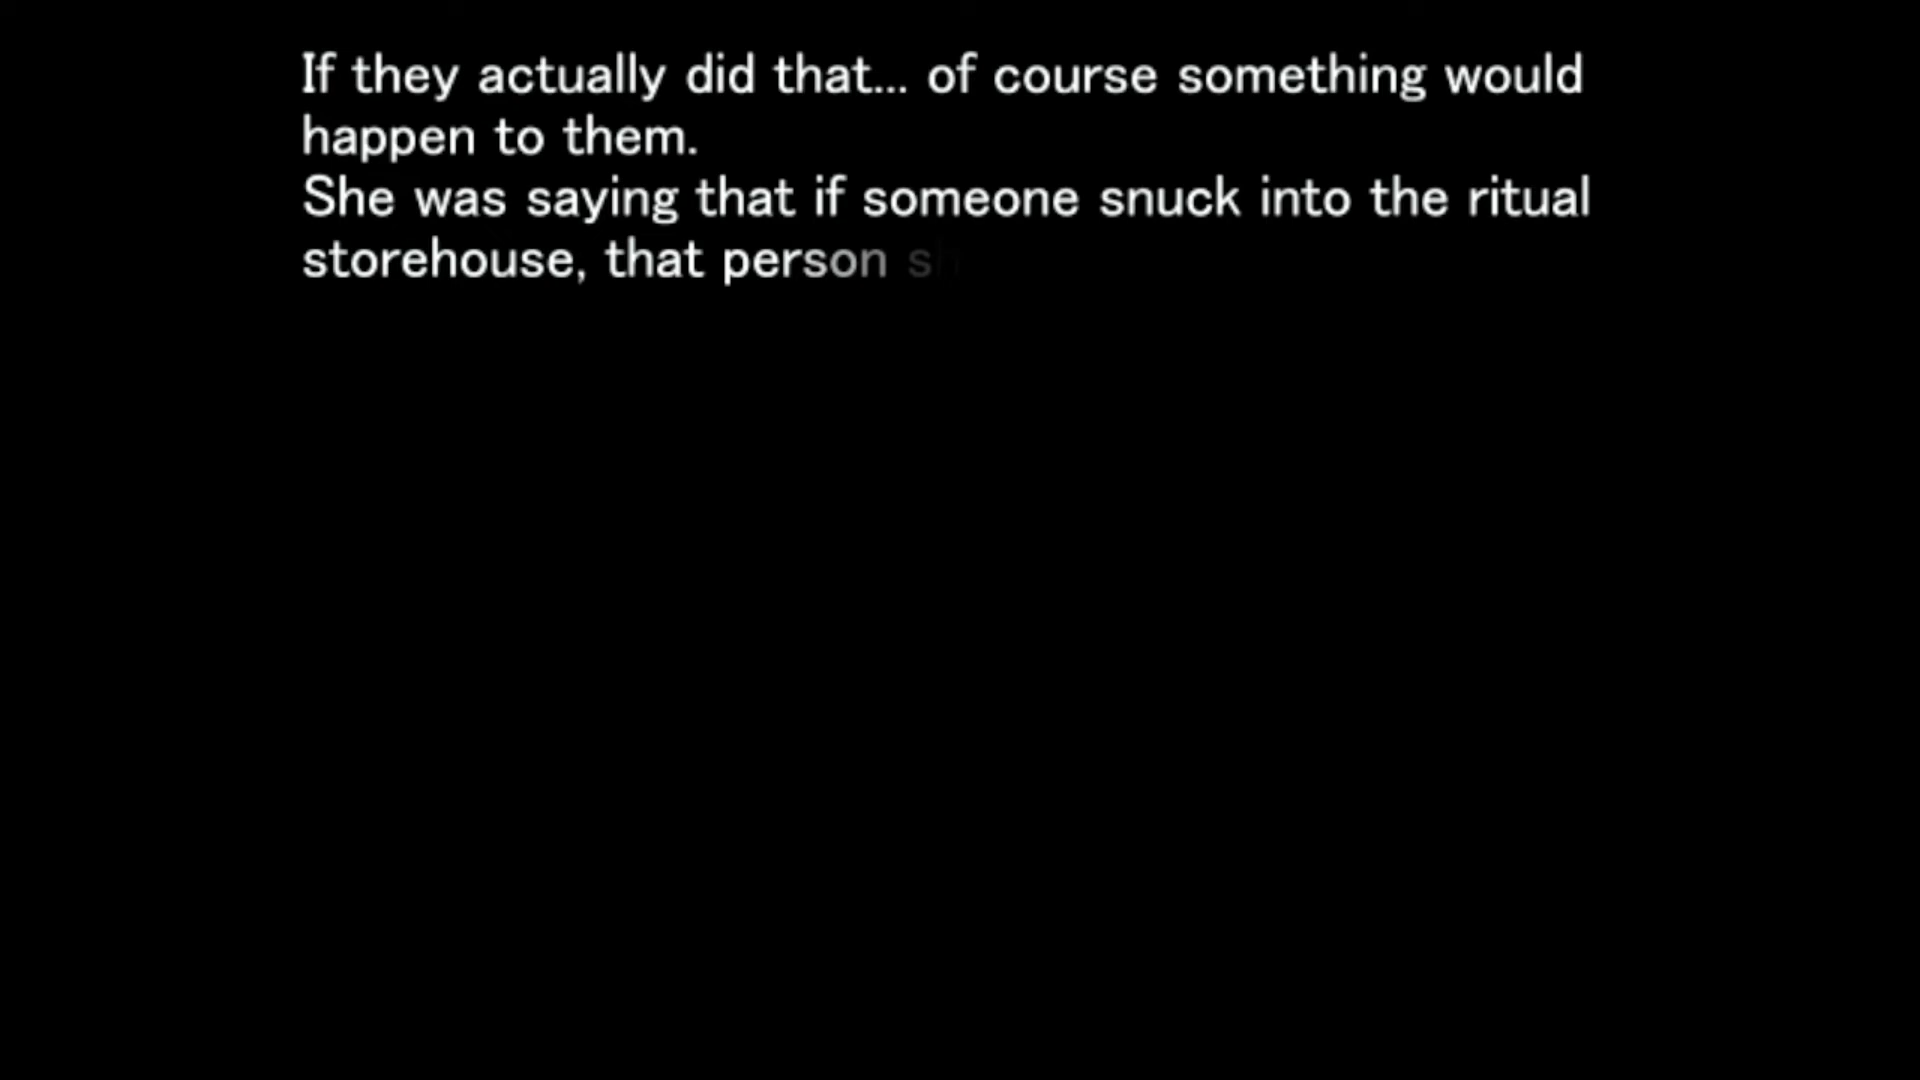 If they actually did that... of course something would
happen to them.
She was saying that if someone snuck into the ritual
storehouse, that person